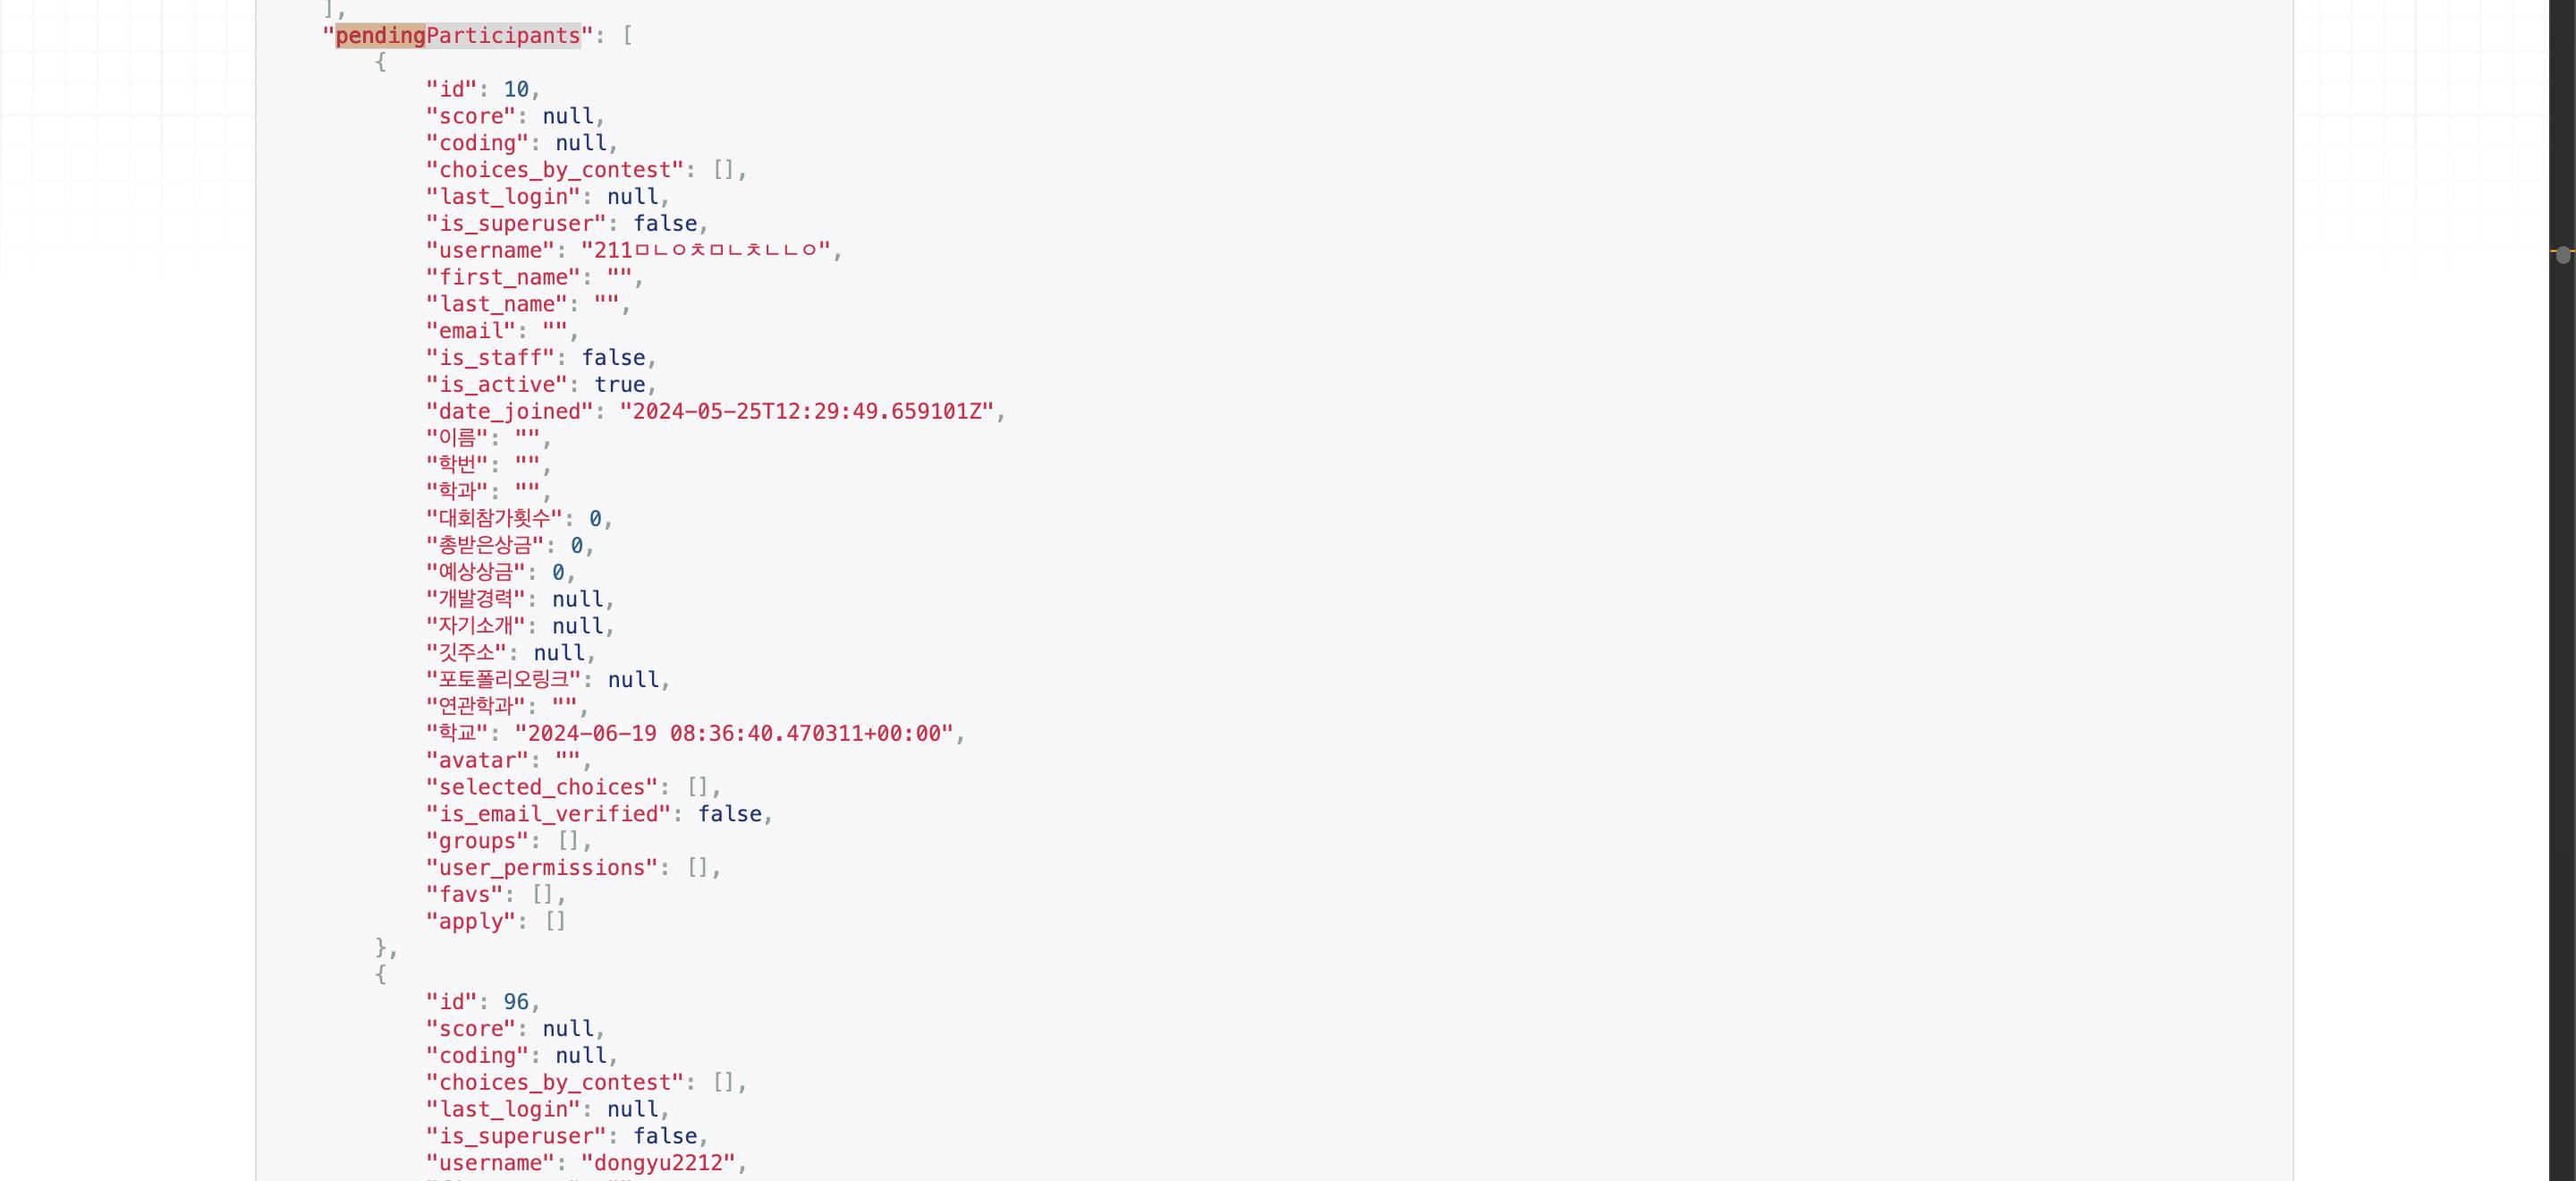 ],
"pendingParticipants": [
{
"id": 10,
"score": null,
"coding": null,
"choices_by_contest": [],
"last_login": null,
"is_superuser": false,
"username": "211ㅁㄴㅇㅊㅁㄴㅊㄴㄴㅇ",
"first_name": "",
"last_name": "",
"email": "",
"is_staff": false,
"is_active": true,
"date_joined": "2024-05-25T12:29:49.659101Z",
"이름": "",
"학번": "",
"학과": "",
"대회참가횟수": 0,
"총받은상금": 0,
"예상상금": 0,
"개발경력": null,
"자기소개": null,
"깃주소": null,
"포토폴리오링크": null,
"연관학과": "",
"학교": "2024-06-19 08:36:40.470311+00:00",
"avatar": "",
"selected_choices": [],
"is_email_verified": false,
"groups": [],
"user_permissions": [],
"favs": [],
"apply": []
},
{
"id": 96,
"score": null,
"coding": null,
"choices_by_contest": [],
"last_login": null,
"is_superuser": false,
"username": "dongyu2212",